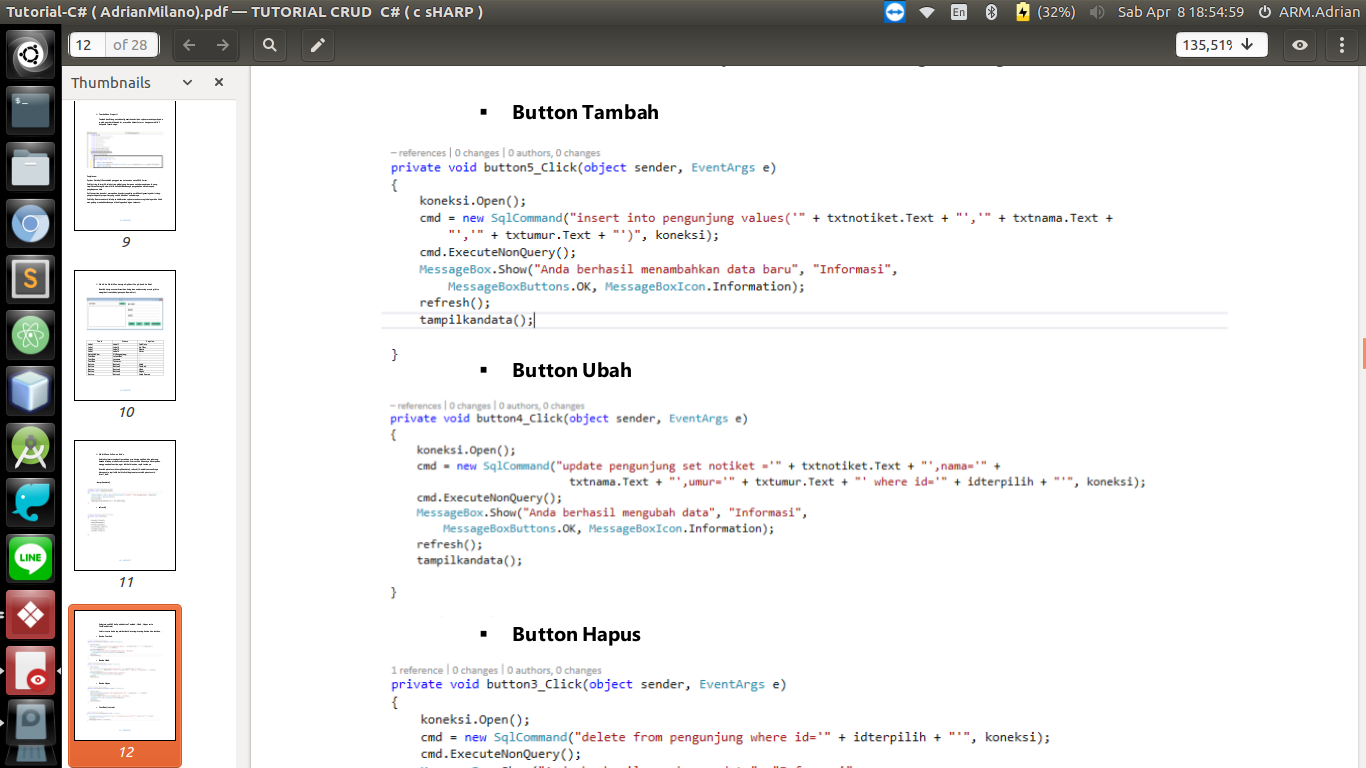 Tutorial-C# ( AdrianMilano).pdf — TUTORIAL CRUD C# ( c sHARP )
En
(32%)
Sab Apr 8 18:54:59
ARM.Adrian
12
of 28
135,51%
Thumbnails
9
10
11
12
LINE
S
▪ Button Tambah
– references | 0 changes | 0 authors, 0 changes
private void button5_Click(object sender, EventArgs e)
{
koneksi.Open();
cmd = new SqlCommand("insert into pengunjung values('" + txtnotiket.Text + "','" + txtnama.Text +
"','" + txtumur.Text + "')", koneksi);
cmd.ExecuteNonQuery();
MessageBox.Show("Anda berhasil menambahkan data baru", "Informasi",
MessageBoxButtons.OK, MessageBoxIcon.Information);
refresh();
tampilkandata();
}
▪ Button Ubah
– references | 0 changes | 0 authors, 0 changes
private void button4_Click(object sender, EventArgs e)
{
koneksi.Open();
cmd = new SqlCommand("update pengunjung set notiket ='" + txtnotiket.Text + "',nama='" +
txtnama.Text + "',umur='" + txtumur.Text + "' where id='" + idterpilih + "'", koneksi);
cmd.ExecuteNonQuery();
MessageBox.Show("Anda berhasil mengubah data", "Informasi",
MessageBoxButtons.OK, MessageBoxIcon.Information);
refresh();
tampilkandata();
}
▪ Button Hapus
1 reference | 0 changes | 0 authors, 0 changes
private void button3_Click(object sender, EventArgs e)
{
koneksi.Open();
cmd = new SqlCommand("delete from pengunjung where id='" + idterpilih + "'", koneksi);
cmd.ExecuteNonQuery();